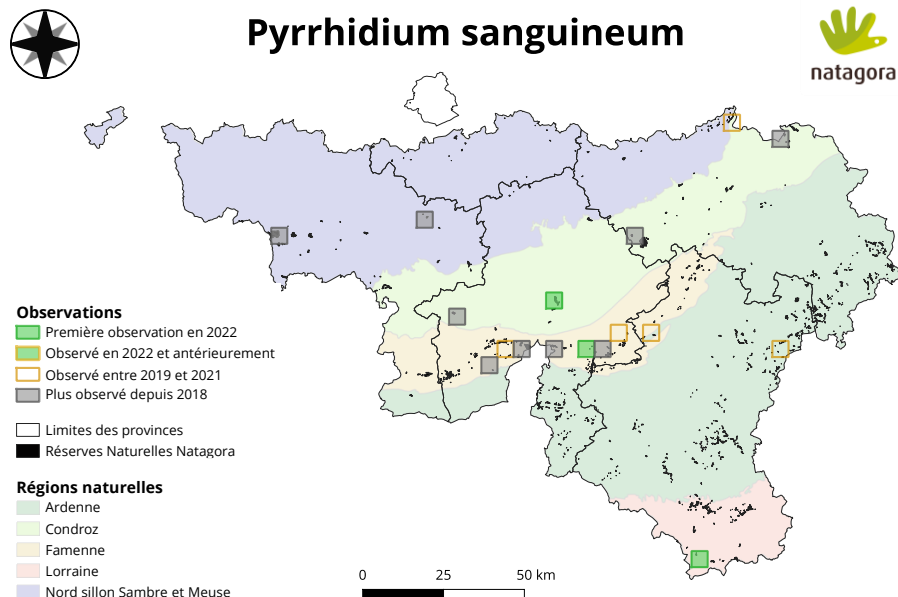 Pyrrhidium sanguineum
natagora
Observations
Première observation en 2022
Observé en 2022 et antérieurement
Observé entre 2019 et 2021
Plus observé depuis 2018
Limites des provinces
Réserves Naturelles Natagora
Régions naturelles
Ardenne
Condroz
Famenne
Lorraine
Nord sillon Sambre et Meuse
0 25 50 km